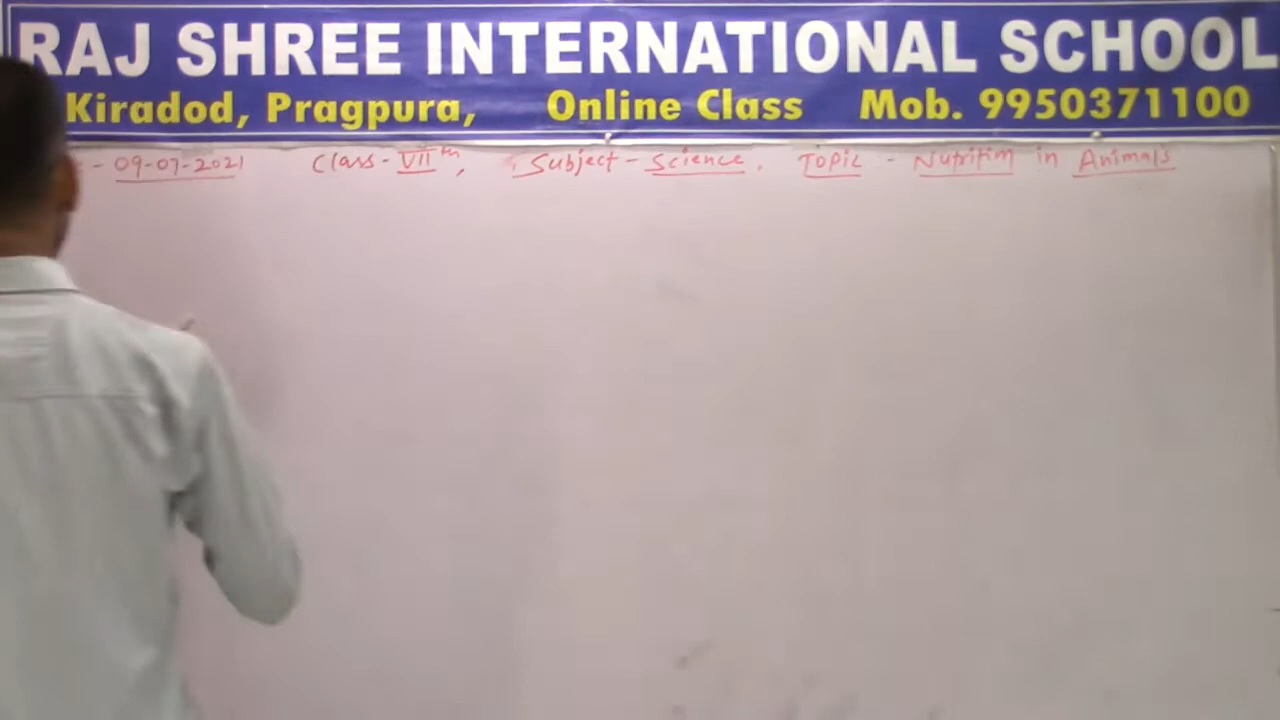 RAJ SHREE INTERNATIONAL SCHOOL
Kiradod, Pragpura, Online Class Mob. 9950371100
- 09-07-2021 Class - VIIth, Subject - Science. Topic - Nutrition in Animals